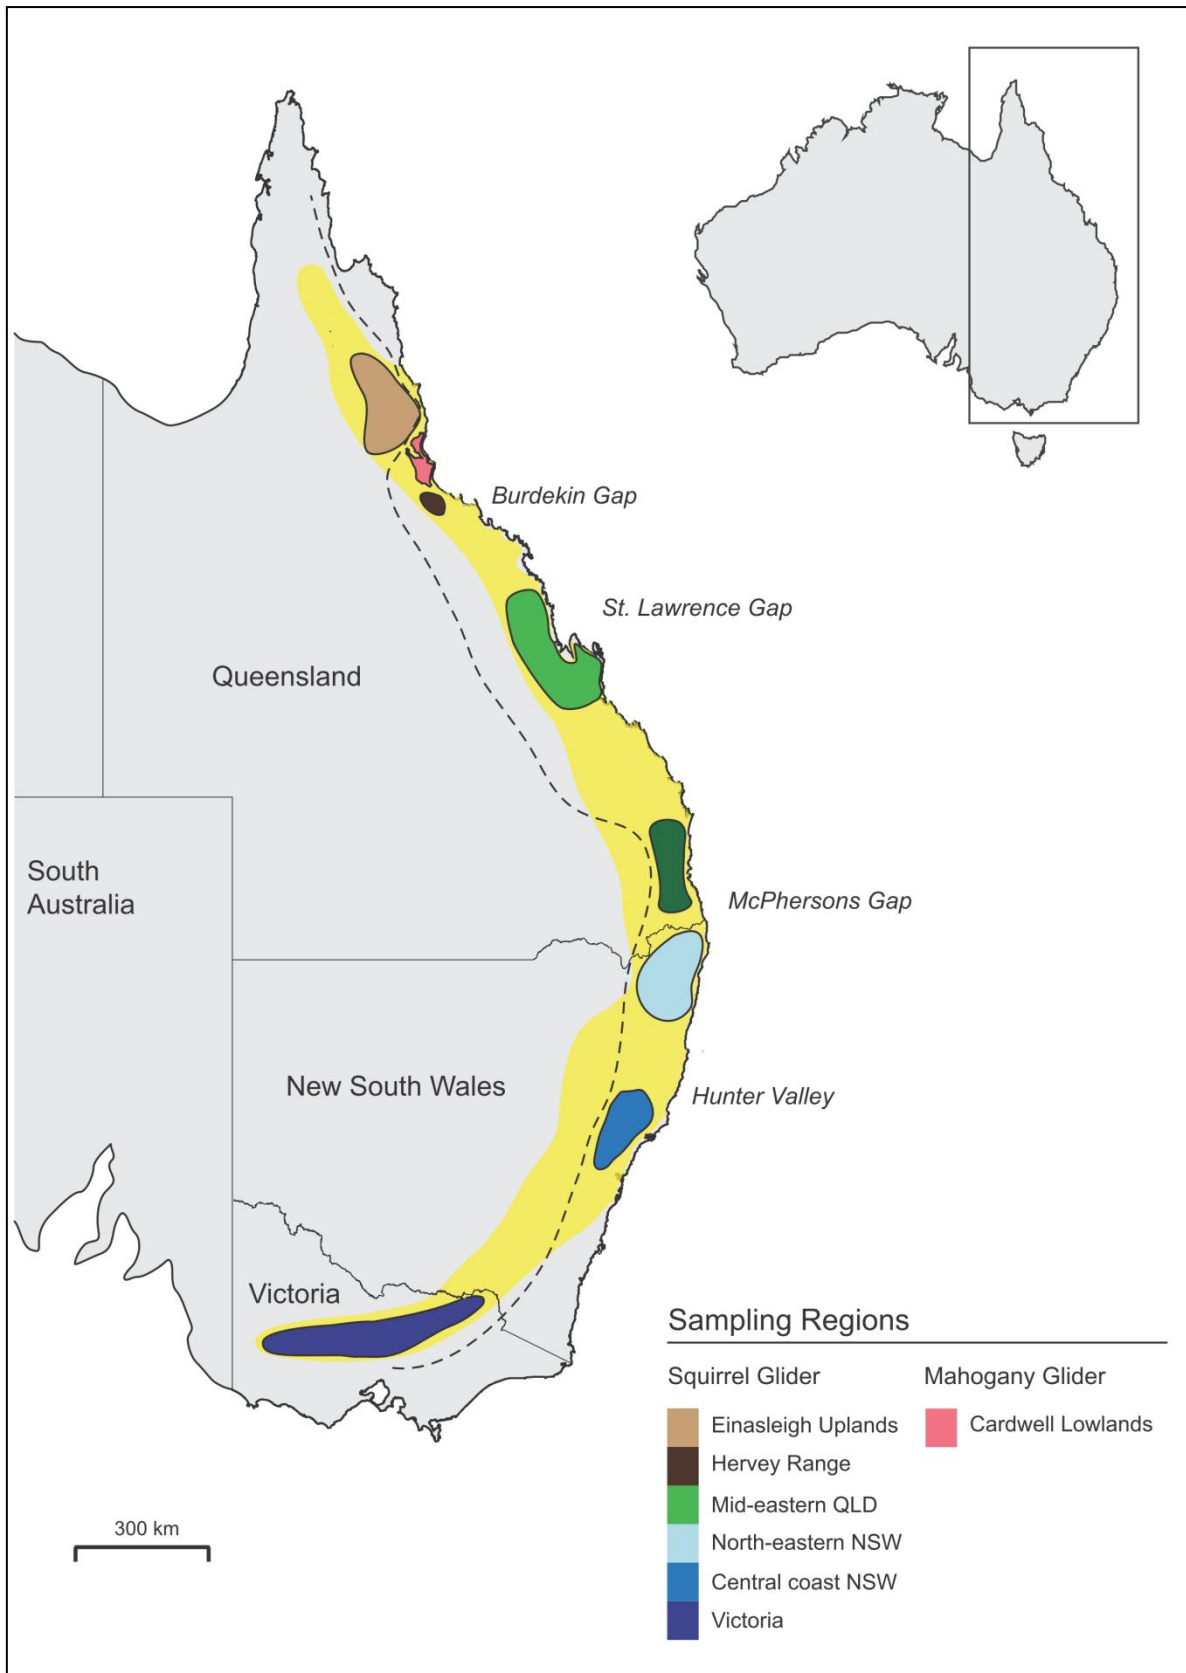 Burdekin Gap
St. Lawrence Gap
Queensland
South
Australia
McPhersons Gap
New South Wales
Hunter Valley
Victoria
Sampling Regions
Squirrel Glider
Mahogany Glider
Einasleigh Uplands
Cardwell Lowlands
Hervey Range
Mid-eastern QLD
North-eastern NSW
Central coast NSW
Victoria
300 km